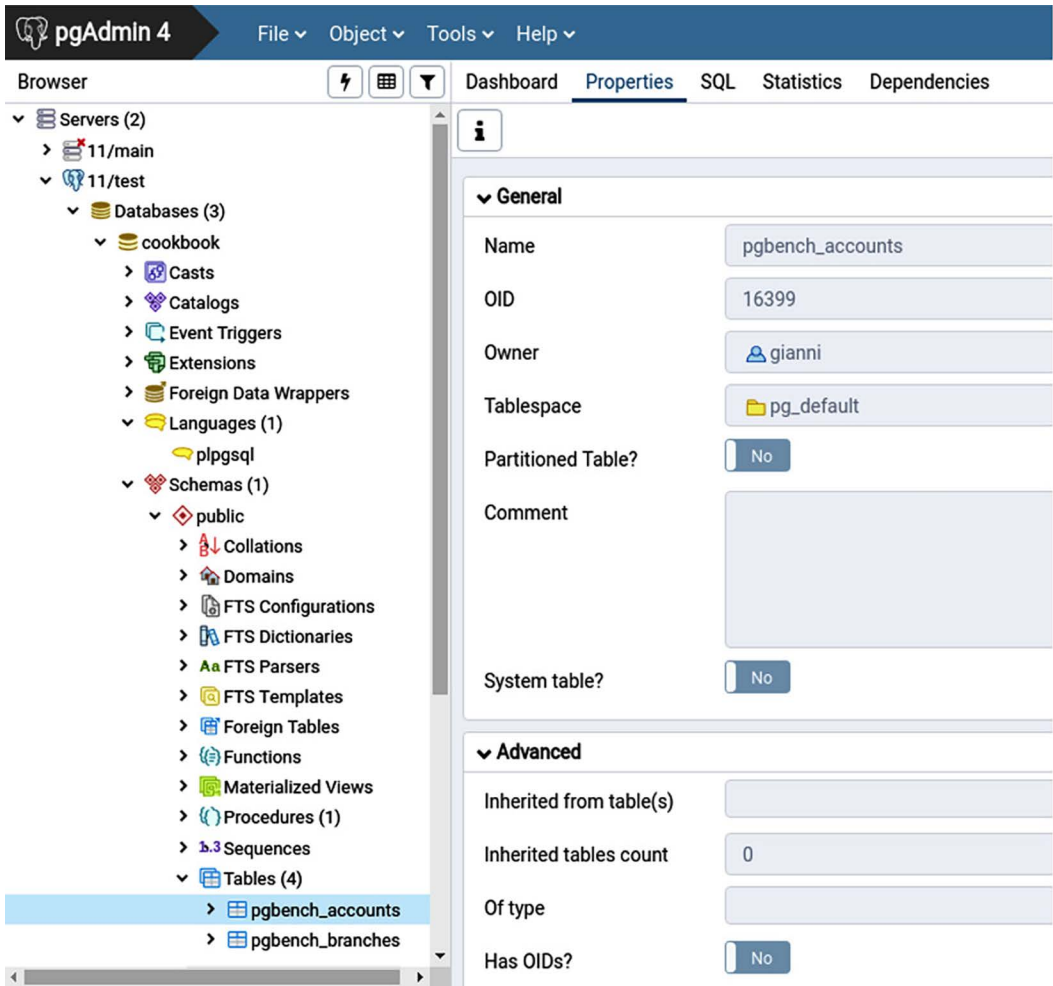 pgAdmin 4 File Object Tools Help
Browser
Dashboard Properties SQL Statistics Dependencies
Servers (2)
11/main
11/test
Databases (3)
cookbook
Casts
Catalogs
Event Triggers
Extensions
Foreign Data Wrappers
Languages (1)
plpgsql
Schemas (1)
public
Collations
Domains
FTS Configurations
FTS Dictionaries
Aa FTS Parsers
FTS Templates
Foreign Tables
Functions
Materialized Views
Procedures (1)
1..3 Sequences
Tables (4)
pgbench_accounts
pgbench_branches
i
General
Name pgbench_accounts
OID 16399
Owner gianni
Tablespace pg_default
Partitioned Table? No
Comment
System table? No
Advanced
Inherited from table(s)
Inherited tables count 0
Of type
Has OIDs? No